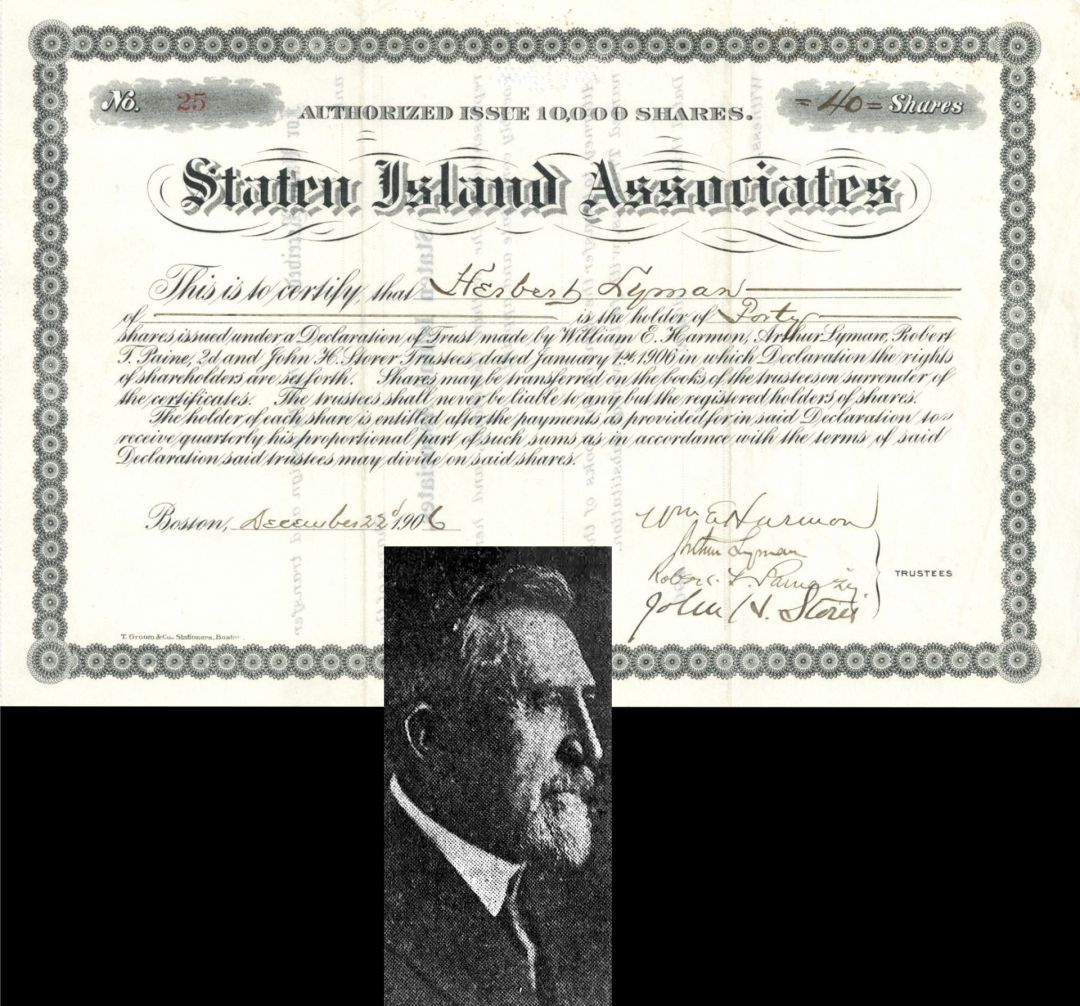 No. 25
AUTHORIZED ISSUE 10,000 SHARES.
= 40 = Shares
Staten Island Associates
This is to certify that Herbert Lyman
of is the holder of Forty
shares issued under a Declaration of Trust made by William E. Harmon, Arthur Lyman, Robert
T. Paine, 2d and John H. Storer Trustees, dated January 1st, 1906 in which Declaration the rights
of shareholders are set forth. Shares may be transferred on the books of the trustees on surrender of
the certificates. The trustees shall never be liable to any but the registered holders of shares.
The holder of each share is entitled after the payments as provided for in said Declaration to
receive quarterly his proportional part of such sums as in accordance with the terms of said
Declaration said trustees may divide on said shares.
Boston, December 22d 1906
Wm E Harmon
Arthur Lyman
Robert T. Paine 2d
John H. Storer
TRUSTEES
T. Groom & Co. Stationers, Boston